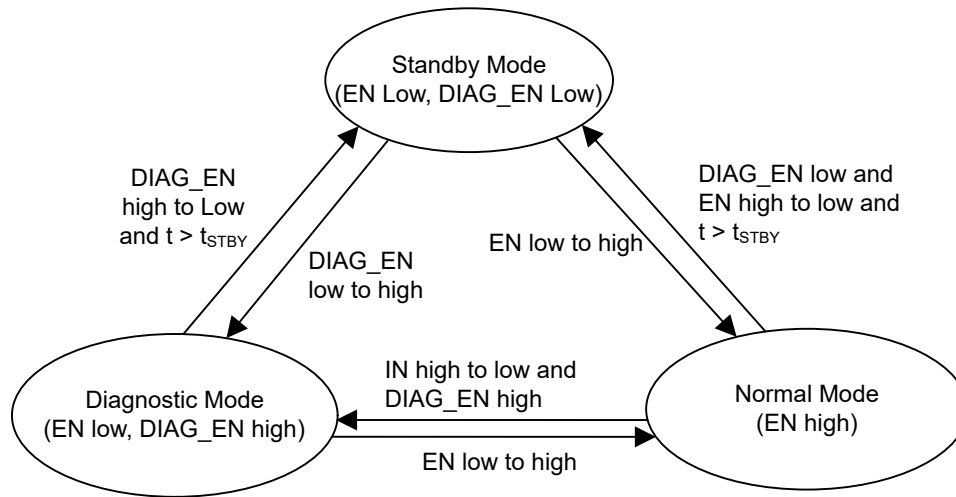 Standby Mode
(EN Low, DIAG_EN Low)
DIAG_EN
high to Low
and t > tSTBY
DIAG_EN
low to high
EN low to high
DIAG_EN low and
EN high to low and
t > tSTBY
Diagnostic Mode
(EN low, DIAG_EN high)
IN high to low and
DIAG_EN high
EN low to high
Normal Mode
(EN high)